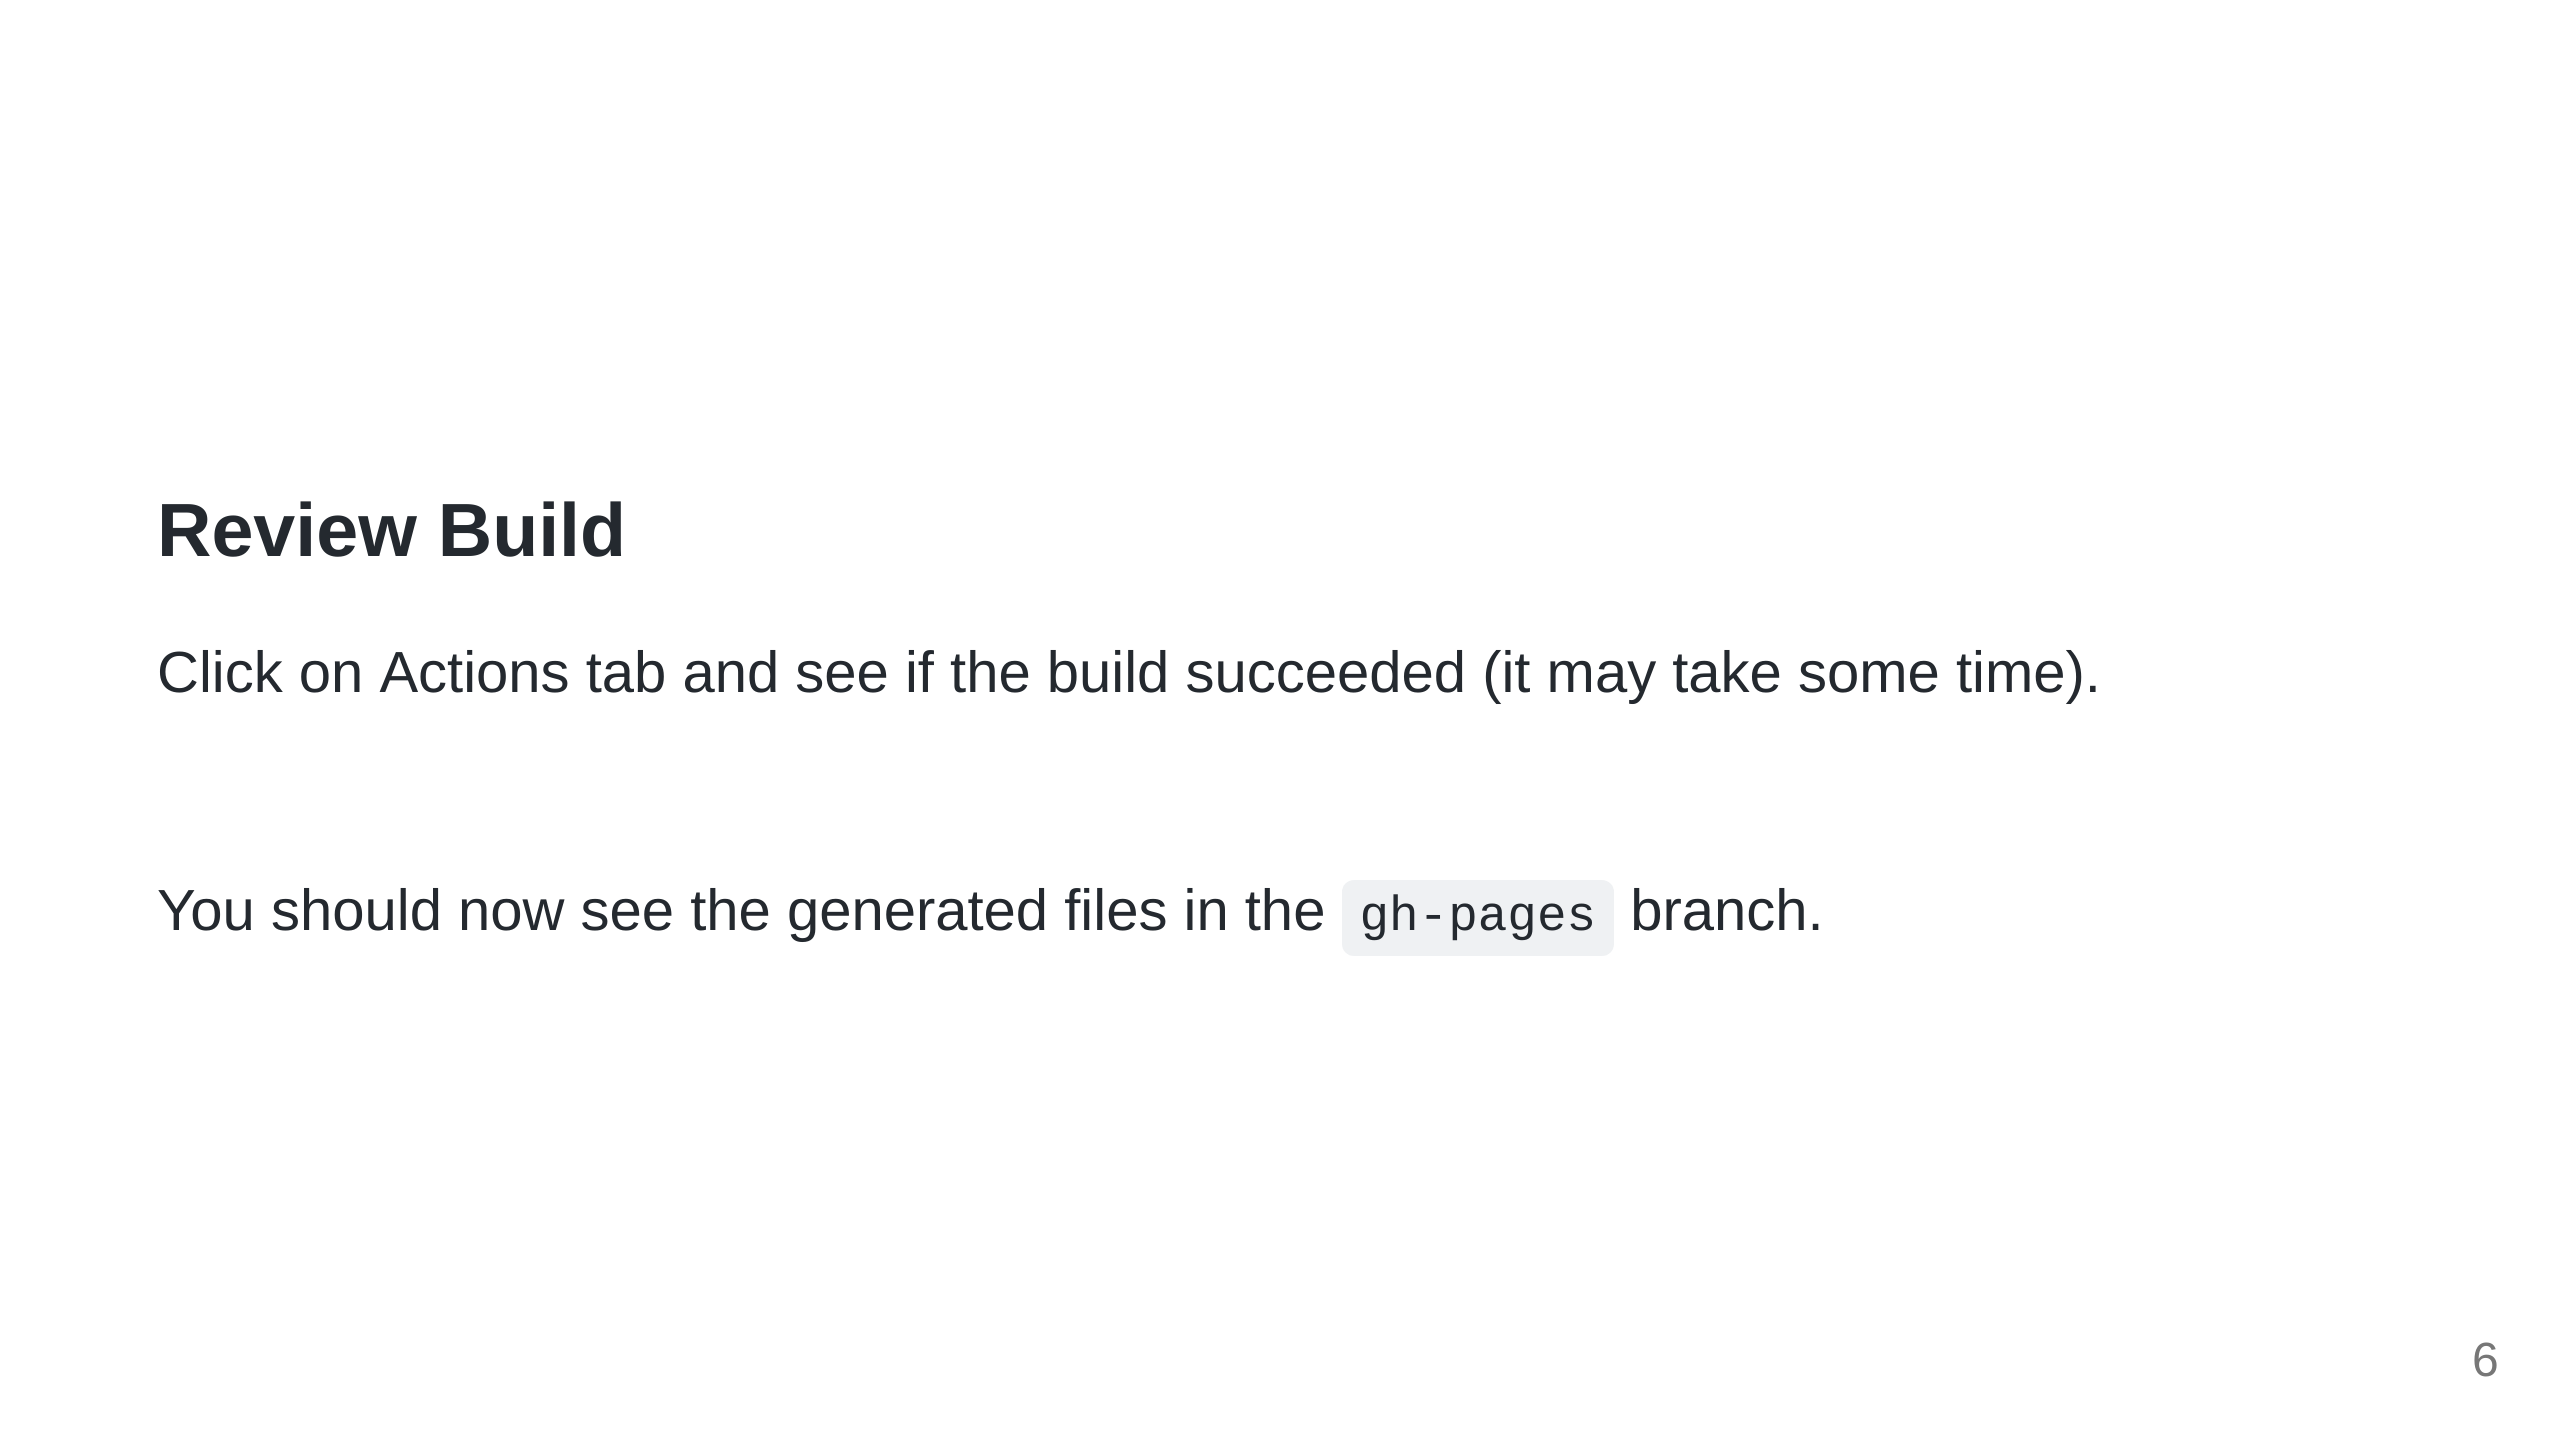 Review Build
Click on Actions tab and see if the build succeeded (it may take some time).
You should now see the generated files in the gh-pages branch.
6